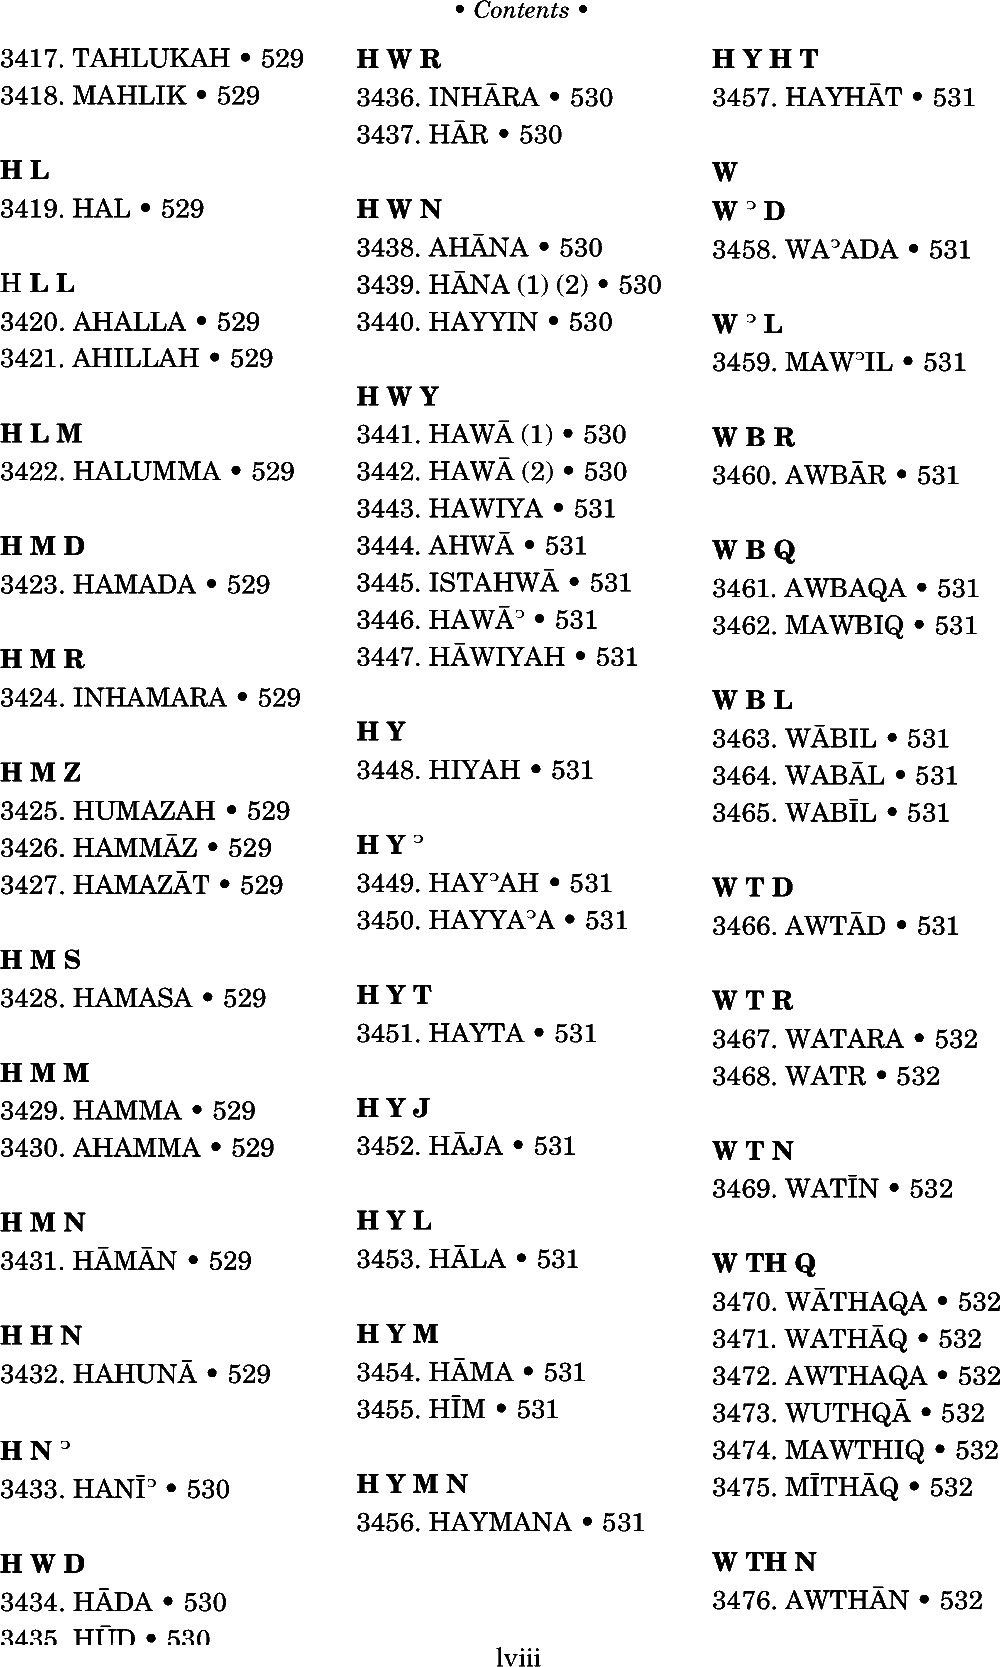 • Contents •
3417. TAHLUKAH • 529
3418. MAHLIK • 529
H L
3419. HAL • 529
H L L
3420. AHALLA • 529
3421. AHILLAH • 529
H L M
3422. HALUMMA • 529
H M D
3423. HAMADA • 529
H M R
3424. INHAMARA • 529
H M Z
3425. HUMAZAH • 529
3426. HAMMĀZ • 529
3427. HAMAZĀT • 529
H M S
3428. HAMASA • 529
H M M
3429. HAMMA • 529
3430. AHAMMA • 529
H M N
3431. HĀMĀN • 529
H H N
3432. HAHUNĀ • 529
H N ᵓ
3433. HANĪᵓ • 530
H W D
3434. HĀDA • 530
3435. HŪD • 530
H W R
3436. INHĀRA • 530
3437. HĀR • 530
H W N
3438. AHĀNA • 530
3439. HĀNA (1) (2) • 530
3440. HAYYIN • 530
H W Y
3441. HAWĀ (1) • 530
3442. HAWĀ (2) • 530
3443. HAWIYA • 531
3444. AHWĀ • 531
3445. ISTAHWĀ • 531
3446. HAWĀᵓ • 531
3447. HĀWIYAH • 531
H Y
3448. HIYAH • 531
H Y ᵓ
3449. HAYᵓAH • 531
3450. HAYYAᵓA • 531
H Y T
3451. HAYTA • 531
H Y J
3452. HĀJA • 531
H Y L
3453. HĀLA • 531
H Y M
3454. HĀMA • 531
3455. HĪM • 531
H Y M N
3456. HAYMANA • 531
H Y H T
3457. HAYHĀT • 531
W
W ᵓ D
3458. WAᵓADA • 531
W ᵓ L
3459. MAWᵓIL • 531
W B R
3460. AWBĀR • 531
W B Q
3461. AWBAQA • 531
3462. MAWBIQ • 531
W B L
3463. WĀBIL • 531
3464. WABĀL • 531
3465. WABĪL • 531
W T D
3466. AWTĀD • 531
W T R
3467. WATARA • 532
3468. WATR • 532
W T N
3469. WATĪN • 532
W TH Q
3470. WĀTHAQA • 532
3471. WATHĀQ • 532
3472. AWTHAQA • 532
3473. WUTHQĀ • 532
3474. MAWTHIQ • 532
3475. MĪTHĀQ • 532
W TH N
3476. AWTHĀN • 532
lviii